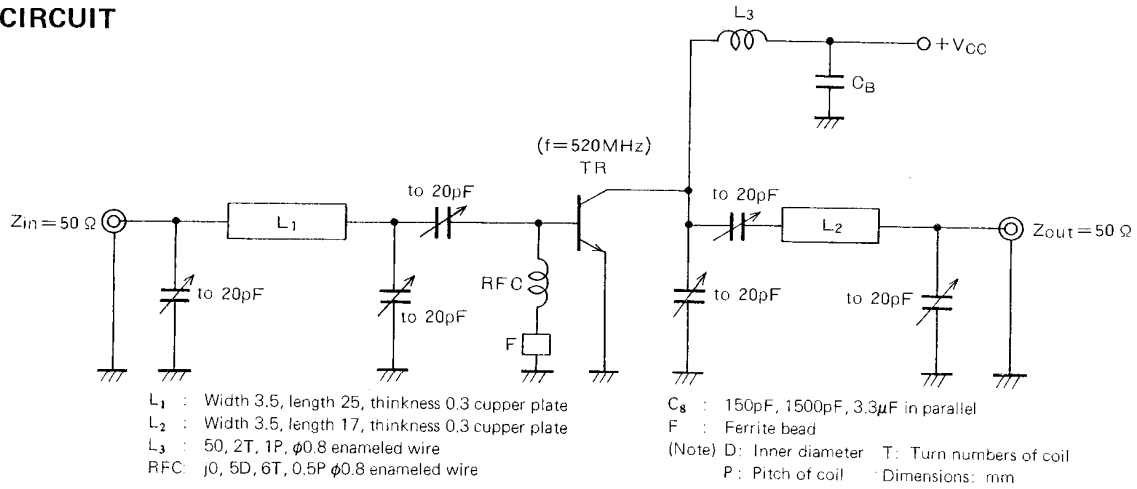 CIRCUIT
L3
+VCC
CB
(f=520MHz)
TR
to 20pF
to 20pF
Zin=50 Ω
L1
L2
Zout=50 Ω
RFC
to 20pF
to 20pF
to 20pF
to 20pF
F
L1 : Width 3.5, length 25, thinkness 0.3 cupper plate
L2 : Width 3.5, length 17, thinkness 0.3 cupper plate
L3 : 50, 2T, 1P, φ0.8 enameled wire
RFC: j0, 5D, 6T, 0.5P φ0.8 enameled wire
C8 : 150pF, 1500pF, 3.3μF in parallel
F : Ferrite bead
(Note) D: Inner diameter T: Turn numbers of coil
P: Pitch of coil Dimensions: mm